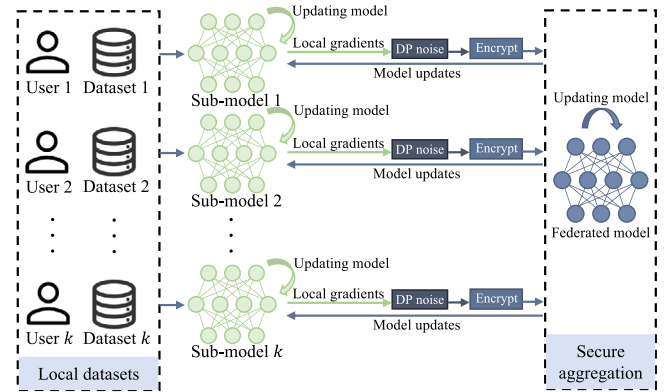 Updating model
Local gradients
DP noise
Encrypt
Model updates
User 1
Dataset 1
Sub-model 1
Updating model
Local gradients
DP noise
Encrypt
Model updates
User 2
Dataset 2
Sub-model 2
Updating model
Federated model
Updating model
Local gradients
DP noise
Encrypt
Model updates
User k
Dataset k
Sub-model k
Local datasets
Secure
aggregation